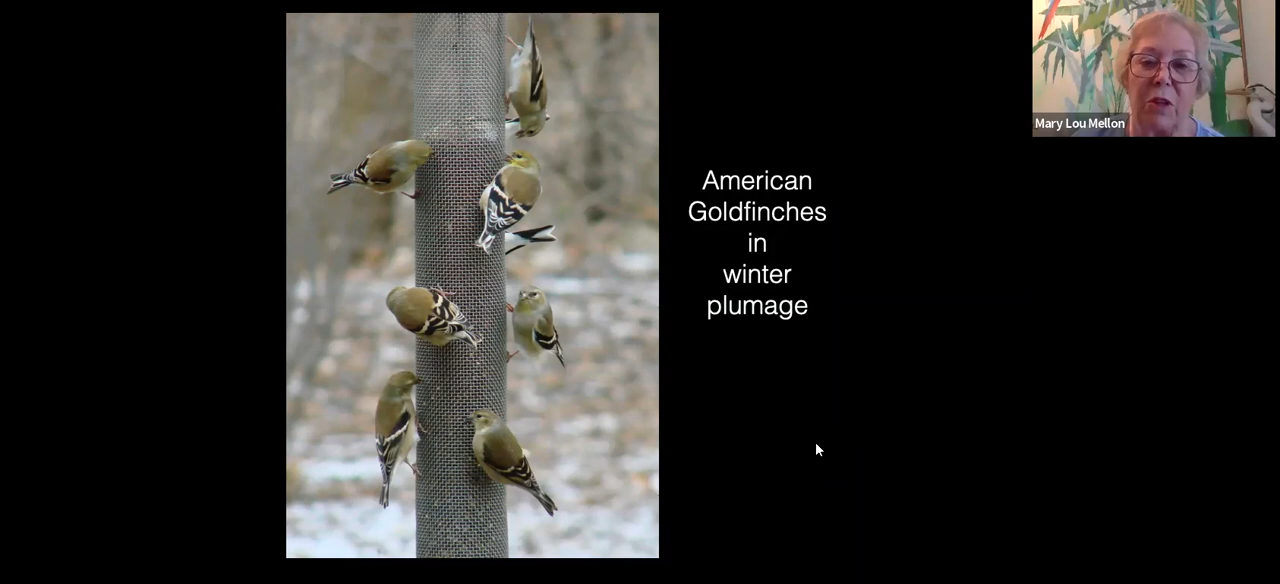 American
Goldfinches
in
winter
plumage
Mary Lou Mellon